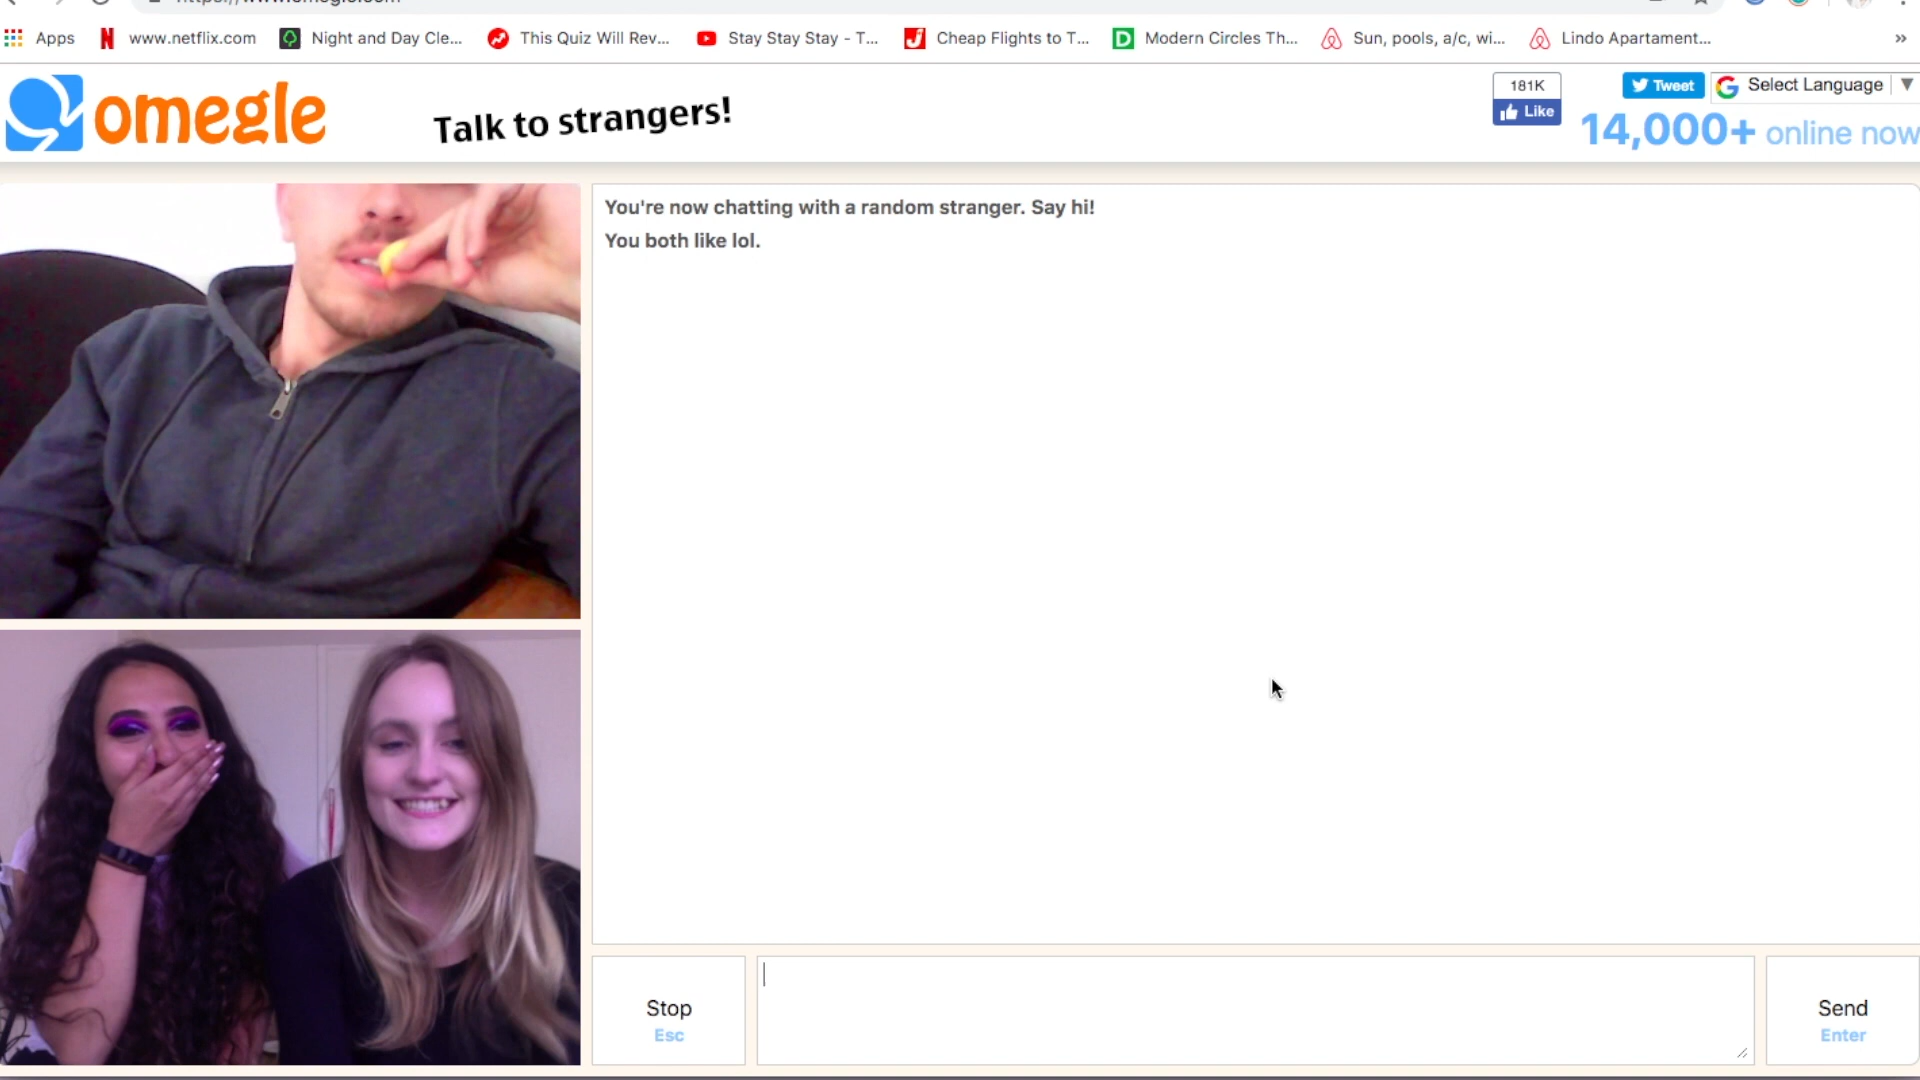 Apps
www.netflix.com
Night and Day Cle...
This Quiz Will Rev...
Stay Stay Stay - T...
Cheap Flights to T...
Modern Circles Th...
Sun, pools, a/c, wi...
Lindo Apartament...
»
omegle
Talk to strangers!
181K
Like
Tweet
Select Language
14,000+ online now
You're now chatting with a random stranger. Say hi!
You both like lol.
Stop
Esc
Send
Enter